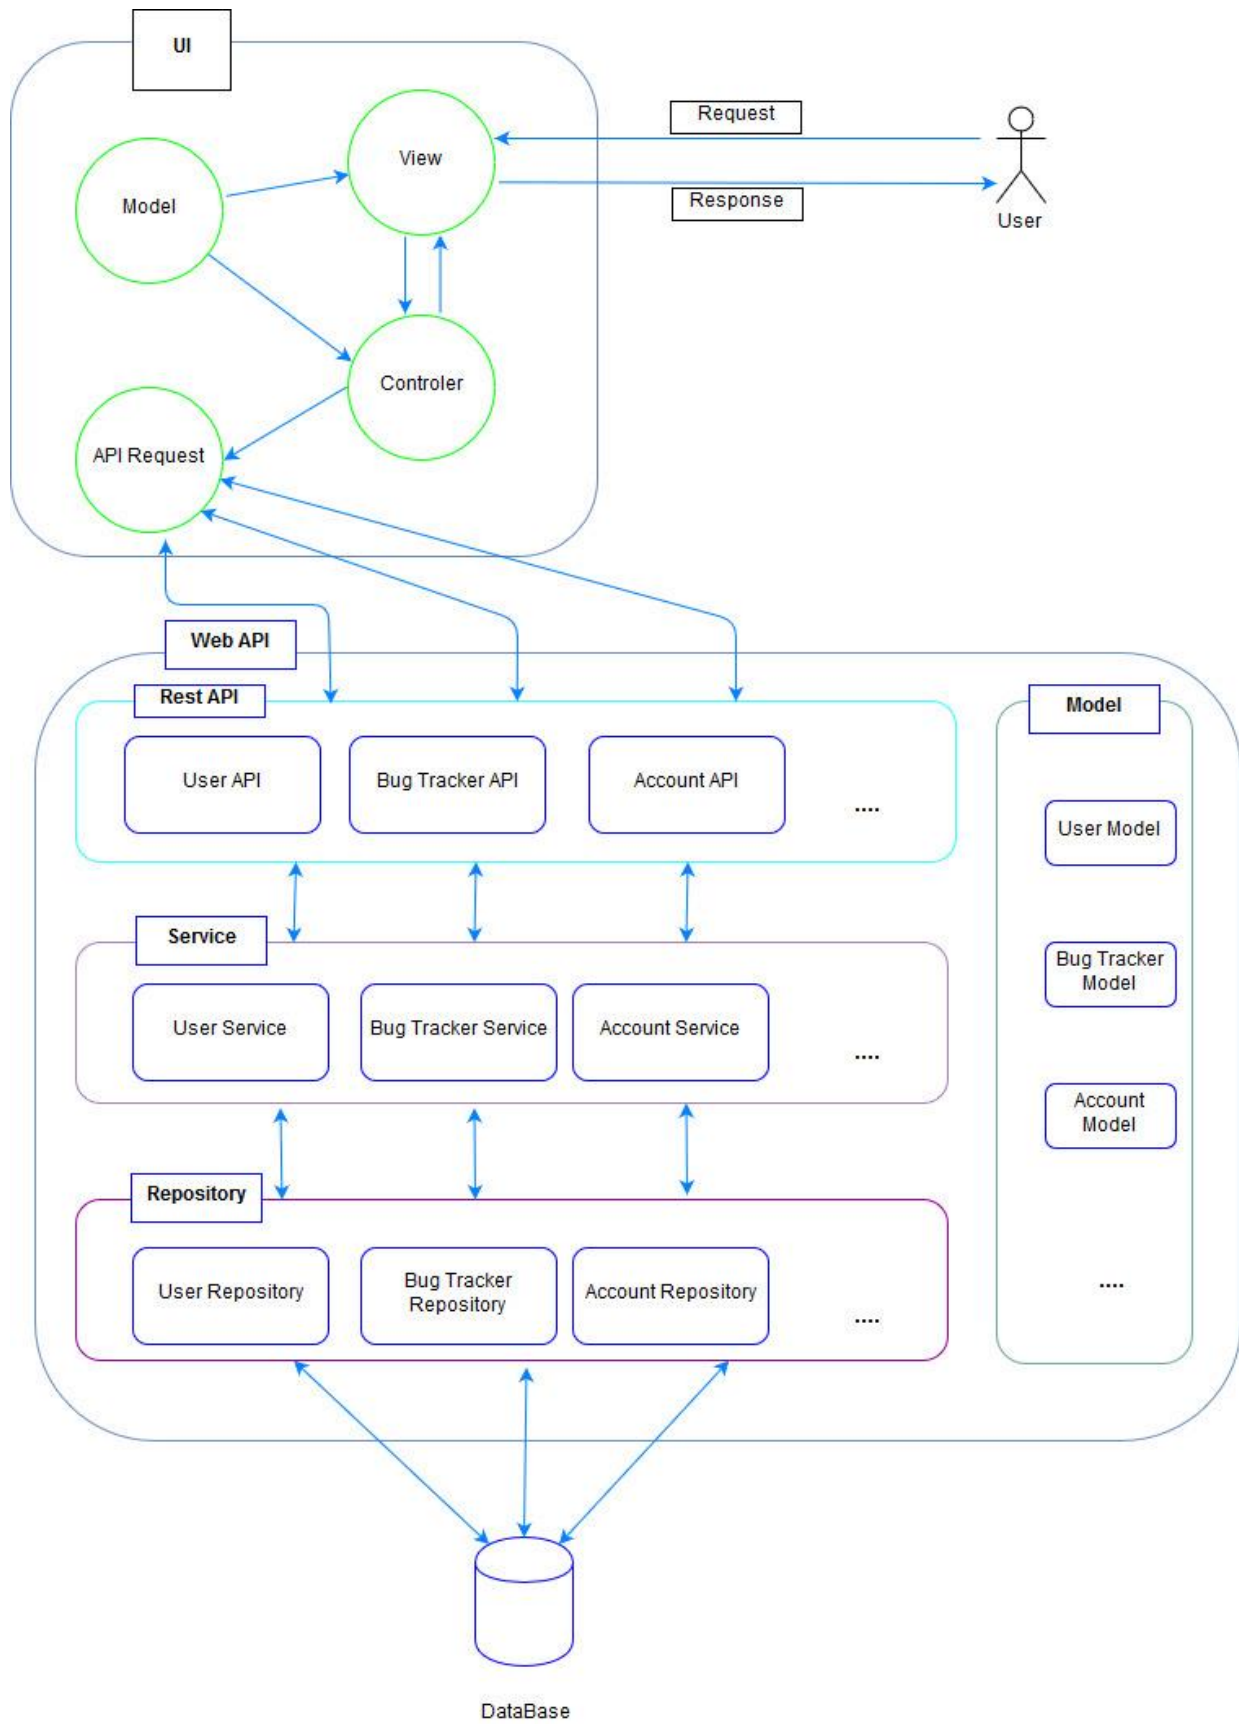 UI
Request
View
Model
Response
User
Controler
API Request
Web API
Rest API
Model
User API
Bug Tracker API
Account API
....
User Model
Service
Bug Tracker
Model
User Service
Bug Tracker Service
Account Service
....
Account
Model
Repository
User Repository
Bug Tracker
Repository
Account Repository
....
....
DataBase